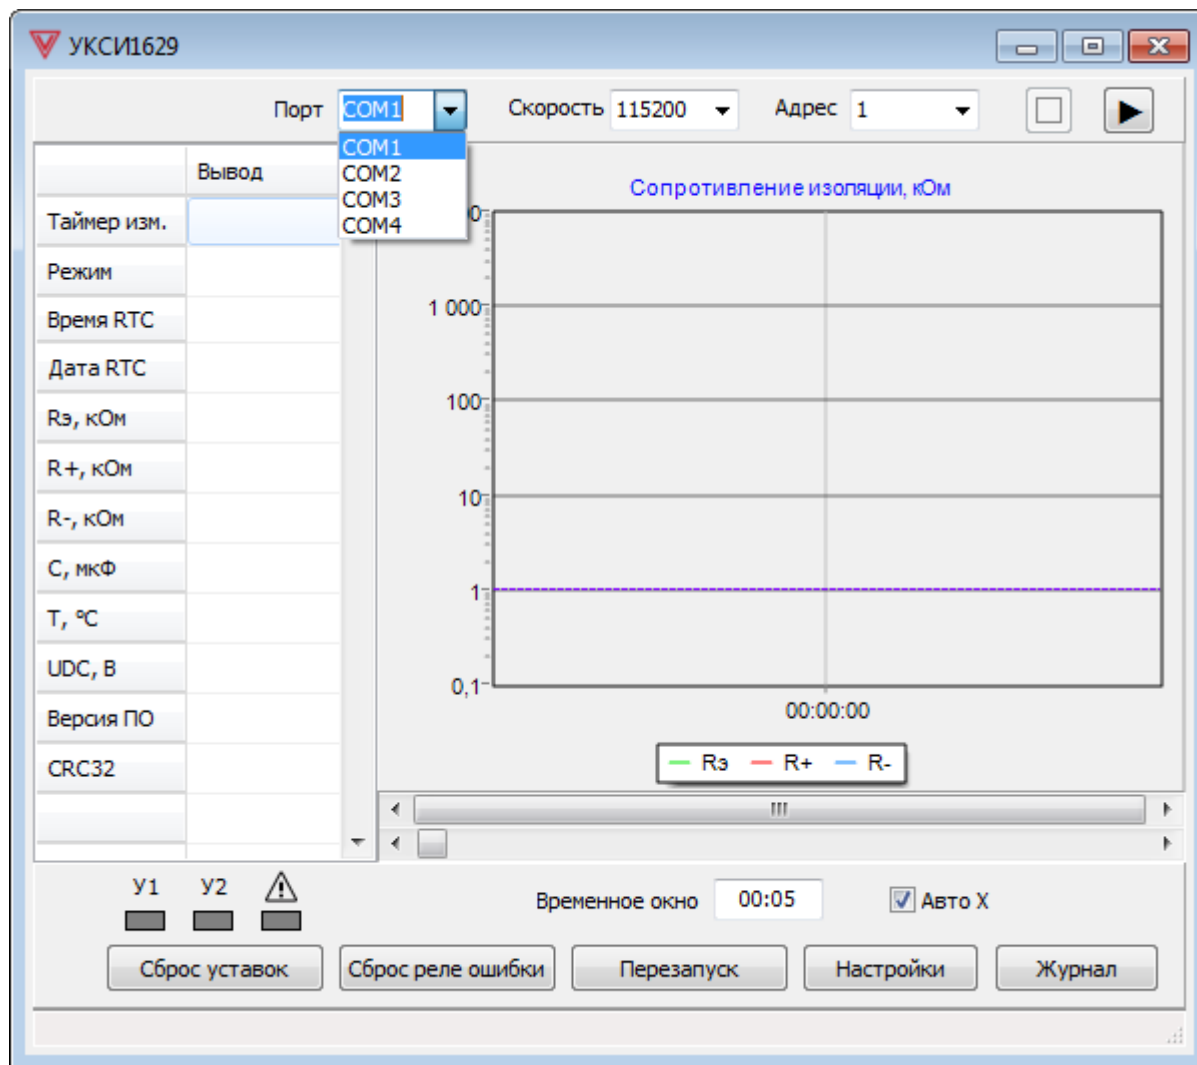 УКСИ1629
Порт COM1 Скорость 115200 Адрес 1
COM1
COM2
COM3
COM4
Вывод
Таймер изм.
Режим
Время RTC
Дата RTC
Rэ, кОм
R+, кОм
R-, кОм
C, мкФ
T, ºC
UDC, В
Версия ПО
CRC32
Сопротивление изоляции, кОм
1 000
100
10
1
0,1
00:00:00
Rэ R+ R-
У1 У2
Временное окно 00:05 Авто X
Сброс уставок Сброс реле ошибки Перезапуск Настройки Журнал